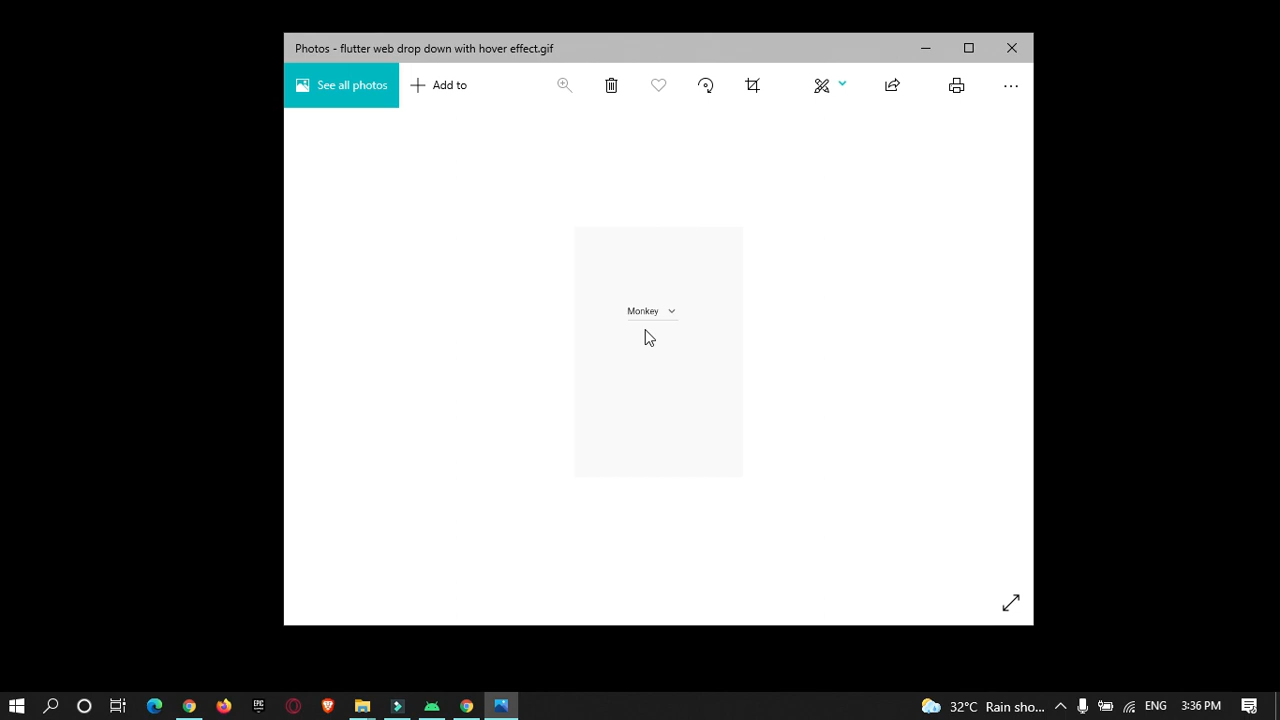 Photos - flutter web drop down with hover effect.gif
See all photos
Add to
Monkey
EPIC
32°C Rain sho... ENG 3:36 PM